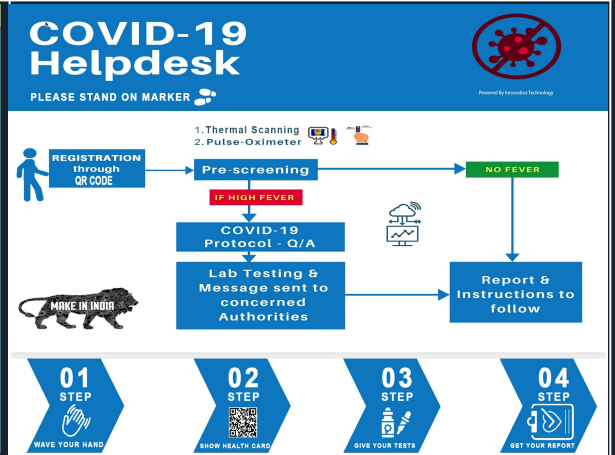 COVID-19
Helpdesk
PLEASE STAND ON MARKER
Powered By Innovatios Technology
1.Thermal Scanning
2.Pulse-Oximeter
REGISTRATION
through
QR CODE
Pre-screening
NO FEVER
IF HIGH FEVER
COVID-19
Protocol - Q/A
Lab Testing &
Message sent to
concerned
Authorities
Report &
Instructions to
follow
MAKE IN INDIA
01
STEP
WAVE YOUR HAND
02
STEP
SHOW HEALTH CARD
03
STEP
GIVE YOUR TESTS
04
STEP
GET YOUR REPORT